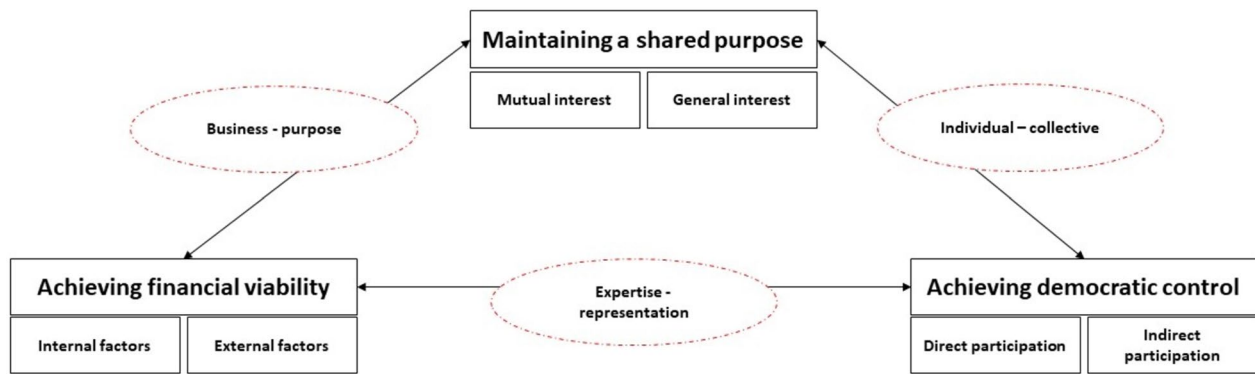 Maintaining a shared purpose
Mutual interest
General interest
Business - purpose
Individual – collective
Achieving financial viability
Internal factors
External factors
Expertise -
representation
Achieving democratic control
Direct participation
Indirect
participation